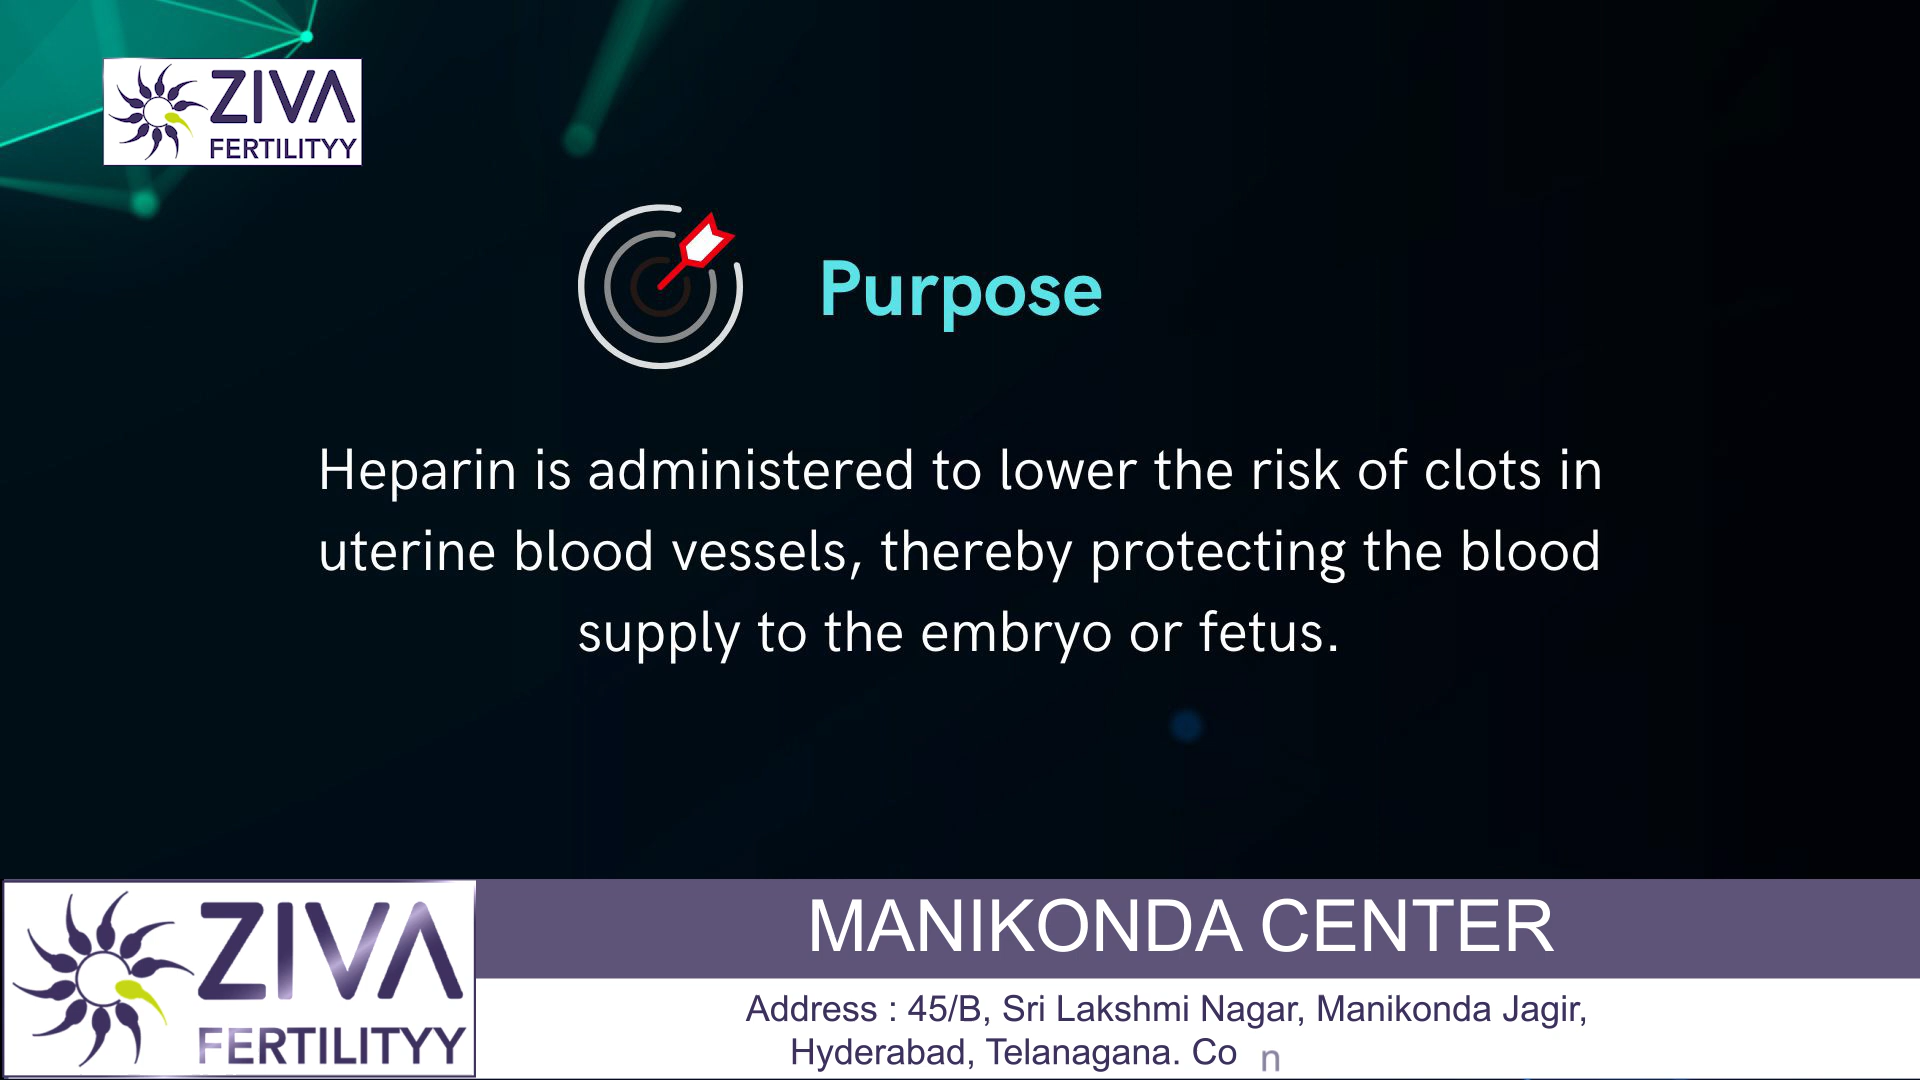 ZIVA
FERTILITYY
Purpose
Heparin is administered to lower the risk of clots in
uterine blood vessels, thereby protecting the blood
supply to the embryo or fetus.
ZIVA
FERTILITYY
MANIKONDA CENTER
Address : 45/B, Sri Lakshmi Nagar, Manikonda Jagir,
Hyderabad, Telanagana. Co n